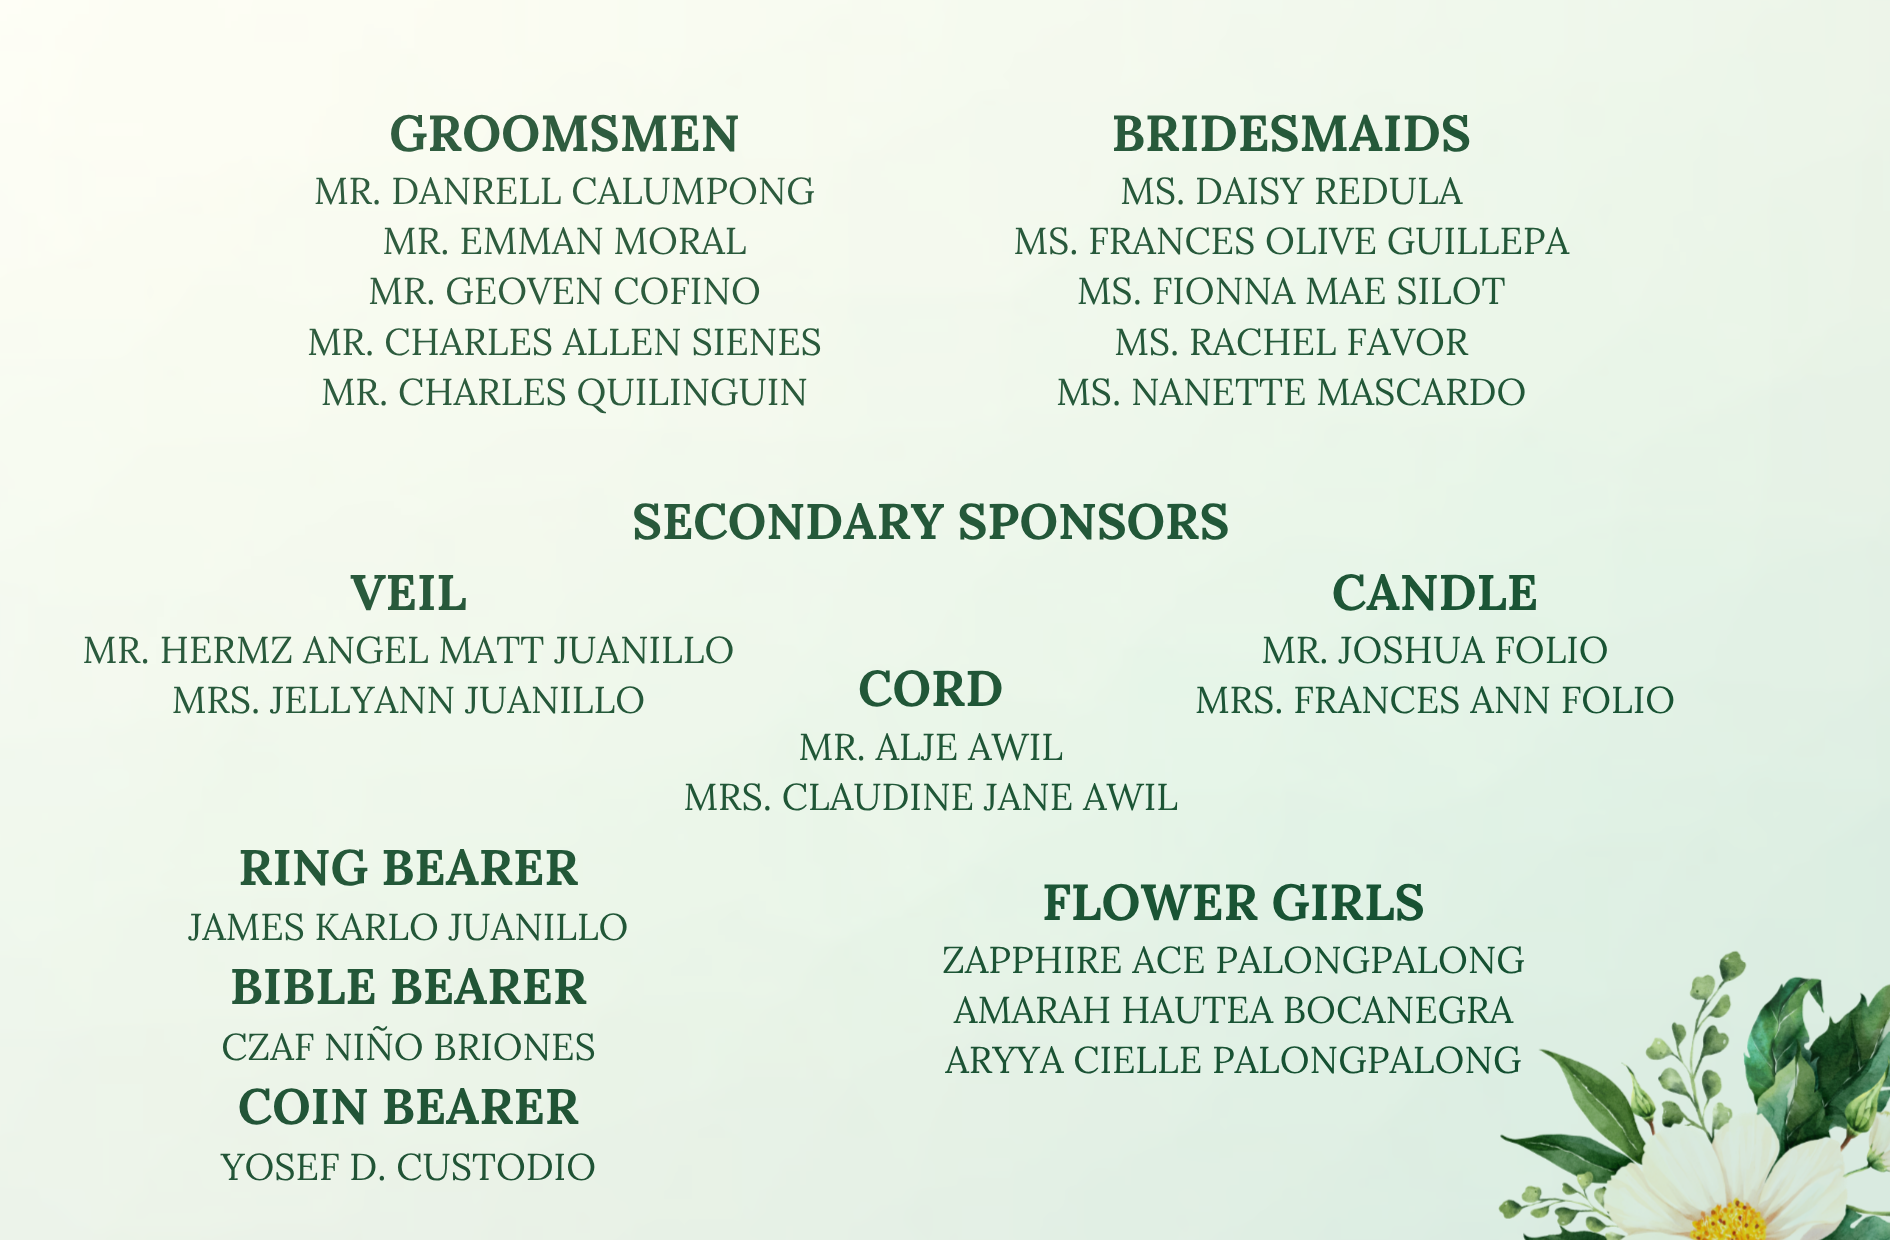 GROOMSMEN
MR. DANRELL CALUMPONG
MR. EMMAN MORAL
MR. GEOVEN COFINO
MR. CHARLES ALLEN SIENES
MR. CHARLES QUILINGUIN
BRIDESMAIDS
MS. DAISY REDULA
MS. FRANCES OLIVE GUILLEPA
MS. FIONNA MAE SILOT
MS. RACHEL FAVOR
MS. NANETTE MASCARDO
SECONDARY SPONSORS
VEIL
MR. HERMZ ANGEL MATT JUANILLO
MRS. JELLYANN JUANILLO
CORD
MR. ALJE AWIL
MRS. CLAUDINE JANE AWIL
CANDLE
MR. JOSHUA FOLIO
MRS. FRANCES ANN FOLIO
RING BEARER
JAMES KARLO JUANILLO
BIBLE BEARER
CZAF NIÑO BRIONES
COIN BEARER
YOSEF D. CUSTODIO
FLOWER GIRLS
ZAPPHIRE ACE PALONGPALONG
AMARAH HAUTEA BOCANEGRA
ARYYA CIELLE PALONGPALONG